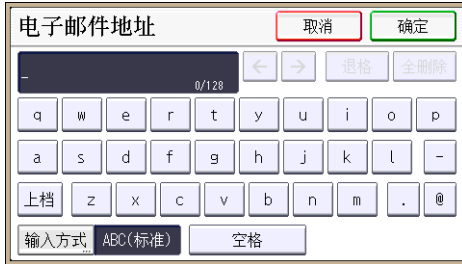 电子邮件地址 取消 确定
_ 0/128 ← → 退格 全删除
q w e r t y u i o p
a s d f g h j k l -
上档 z x c v b n m . @
输入方式 ABC(标准) 空格